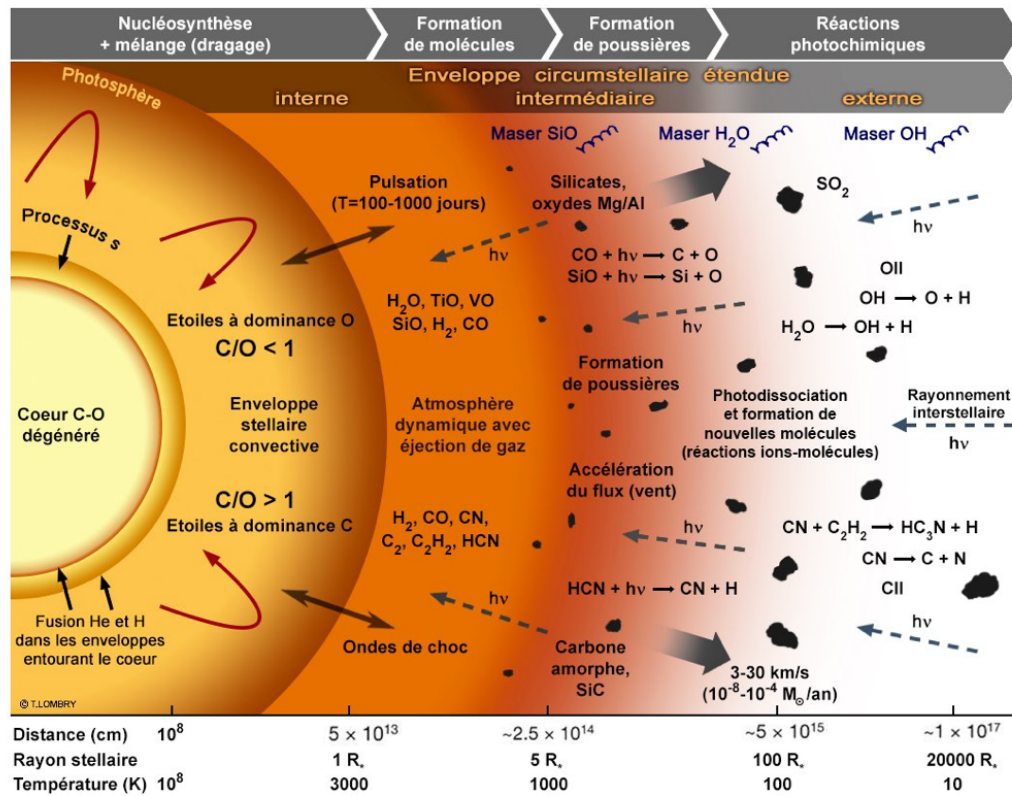 Nucléosynthèse
+ mélange (dragage)
Formation
de molécules
Formation
de poussières
Réactions
photochimiques
Photosphère
Enveloppe circumstellaire étendue
interne
intermédiaire
externe
Maser SiO
Maser H₂O
Maser OH
Processus s
Pulsation
(T=100-1000 jours)
Silicates,
oxydes Mg/Al
SO₂
hν
hν
CO + hν → C + O
SiO + hν → Si + O
OII
OH → O + H
H₂O → OH + H
H₂O, TiO, VO
SiO, H₂, CO
hν
Etoiles à dominance O
C/O < 1
Coeur C-O
dégénéré
Enveloppe
stellaire
convective
Atmosphère
dynamique avec
éjection de gaz
Formation
de poussières
Photodissociation
et formation de
nouvelles molécules
(réactions ions-molécules)
Rayonnement
interstellaire
hν
Accélération
du flux (vent)
C/O > 1
Etoiles à dominance C
H₂, CO, CN,
C₂, C₂H₂, HCN
hν
CN + C₂H₂ → HC₃N + H
CN → C + N
CII
HCN + hν → CN + H
hν
hν
Fusion He et H
dans les enveloppes
entourant le coeur
Ondes de choc
Carbone
amorphe,
SiC
3-30 km/s
(10⁻⁸-10⁻⁴ M☉/an)
© T.LOMBRY
Distance (cm) 10⁸ 5 × 10¹³ ~2.5 × 10¹⁴ ~5 × 10¹⁵ ~1 × 10¹⁷
Rayon stellaire 1 R* 5 R* 100 R* 20000 R*
Température (K) 10⁸ 3000 1000 100 10